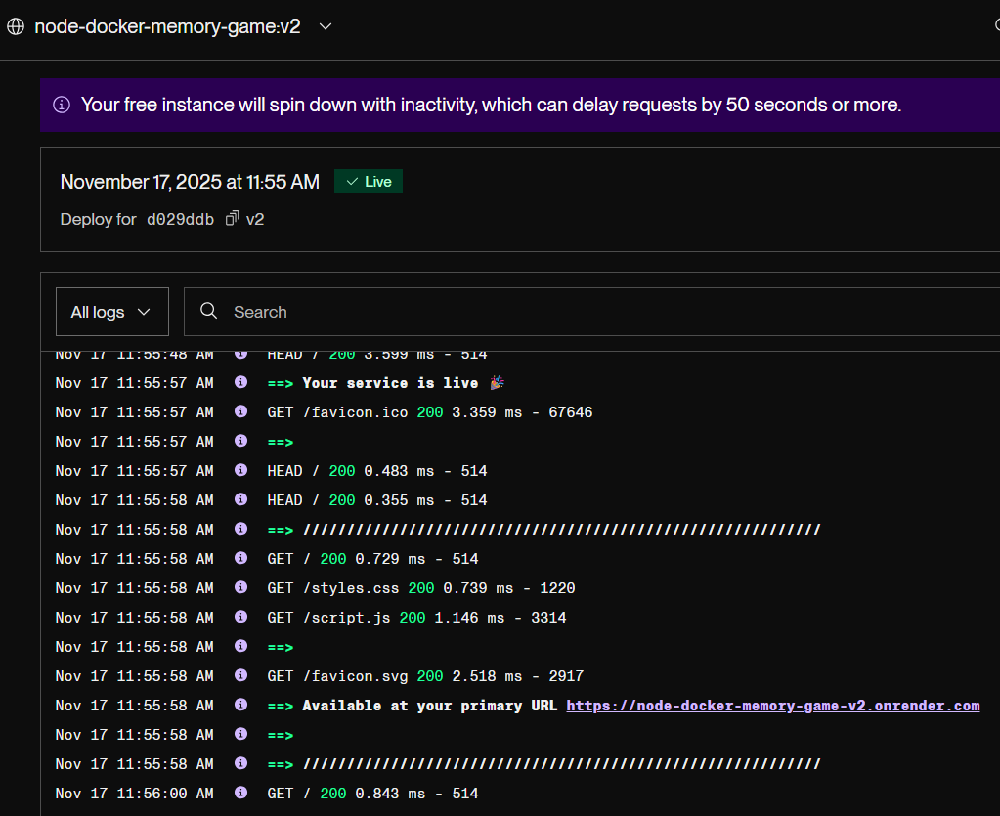 node-docker-memory-game:v2
Your free instance will spin down with inactivity, which can delay requests by 50 seconds or more.
November 17, 2025 at 11:55 AM Live
Deploy for d029ddb v2
All logs Search
Nov 17 11:55:48 AM HEAD / 200 3.599 ms - 514
Nov 17 11:55:57 AM ==> Your service is live 🎉
Nov 17 11:55:57 AM GET /favicon.ico 200 3.359 ms - 67646
Nov 17 11:55:57 AM ==>
Nov 17 11:55:57 AM HEAD / 200 0.483 ms - 514
Nov 17 11:55:58 AM HEAD / 200 0.355 ms - 514
Nov 17 11:55:58 AM ==> ///////////////////////////////////////////////////////////
Nov 17 11:55:58 AM GET / 200 0.729 ms - 514
Nov 17 11:55:58 AM GET /styles.css 200 0.739 ms - 1220
Nov 17 11:55:58 AM GET /script.js 200 1.146 ms - 3314
Nov 17 11:55:58 AM ==>
Nov 17 11:55:58 AM GET /favicon.svg 200 2.518 ms - 2917
Nov 17 11:55:58 AM ==> Available at your primary URL https://node-docker-memory-game-v2.onrender.com
Nov 17 11:55:58 AM ==>
Nov 17 11:55:58 AM ==> ///////////////////////////////////////////////////////////
Nov 17 11:56:00 AM GET / 200 0.843 ms - 514